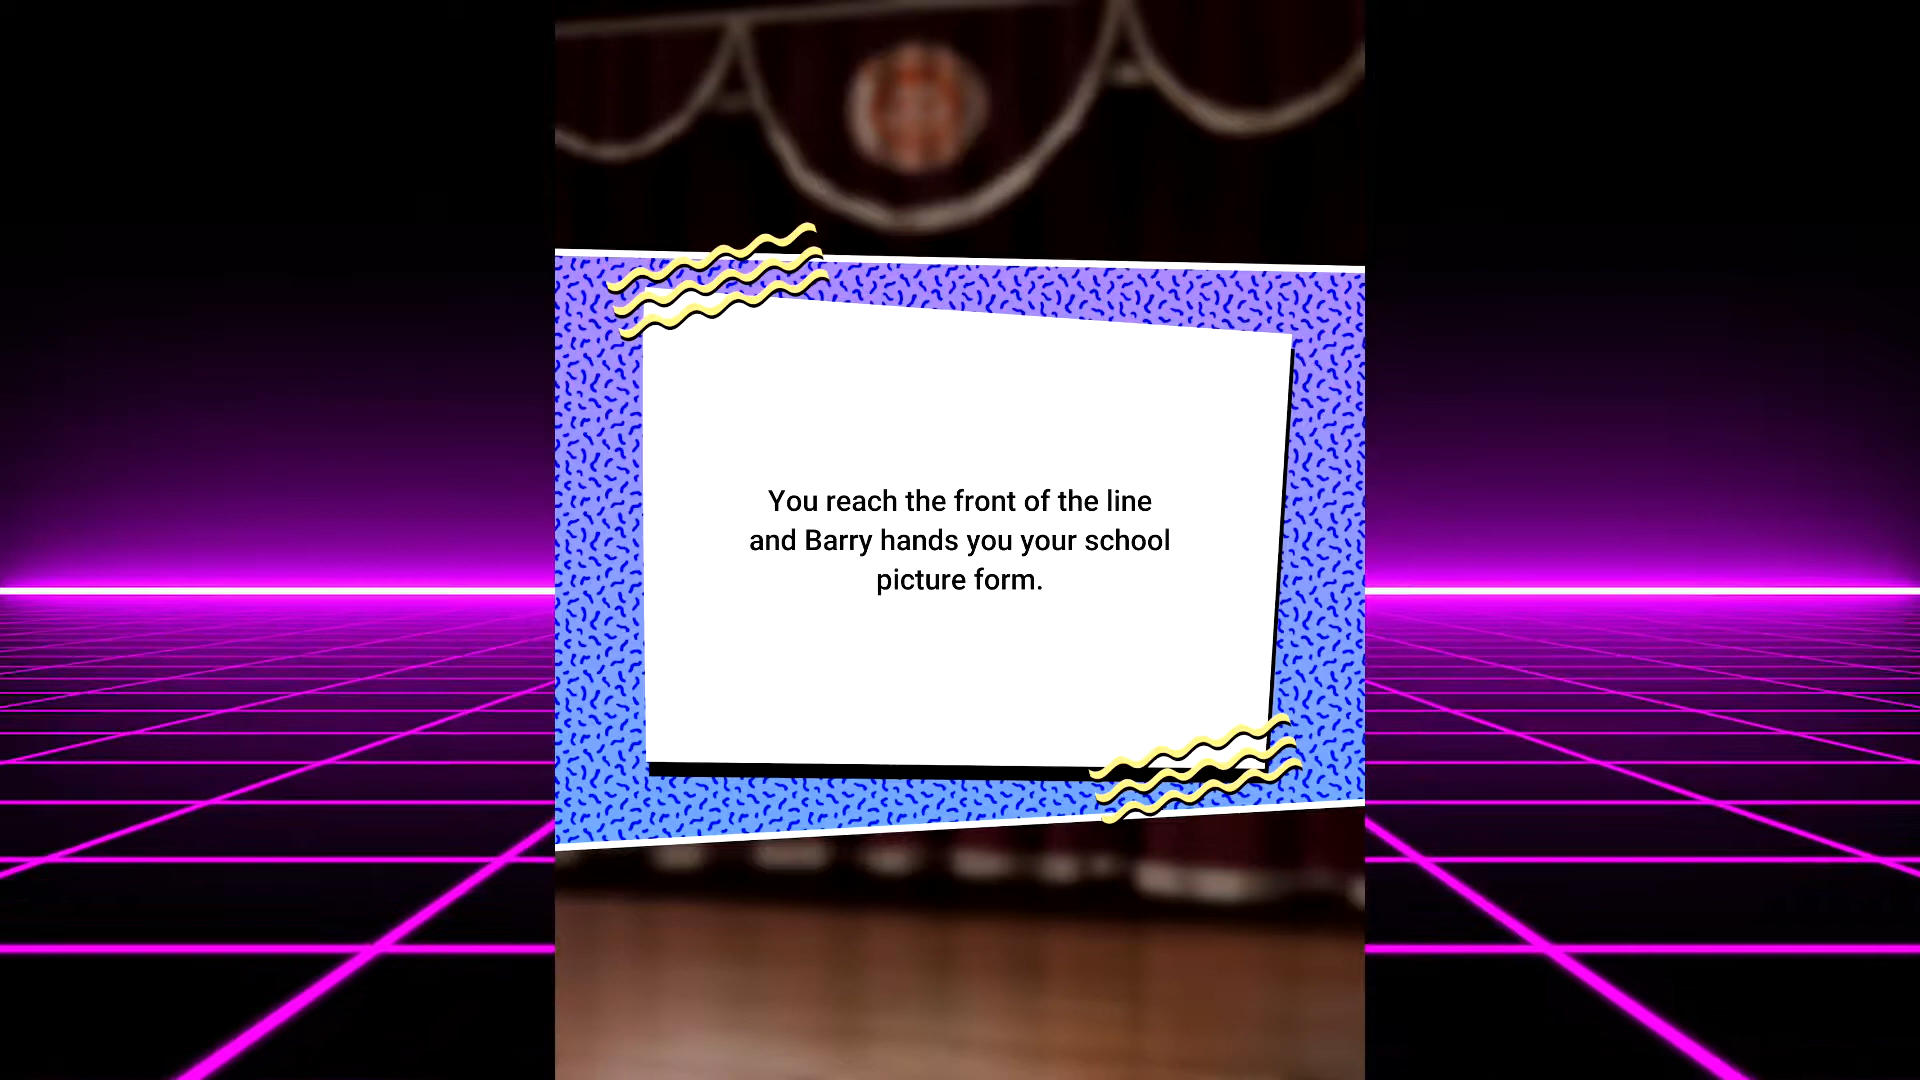 You reach the front of the line
and Barry hands you your school
picture form.